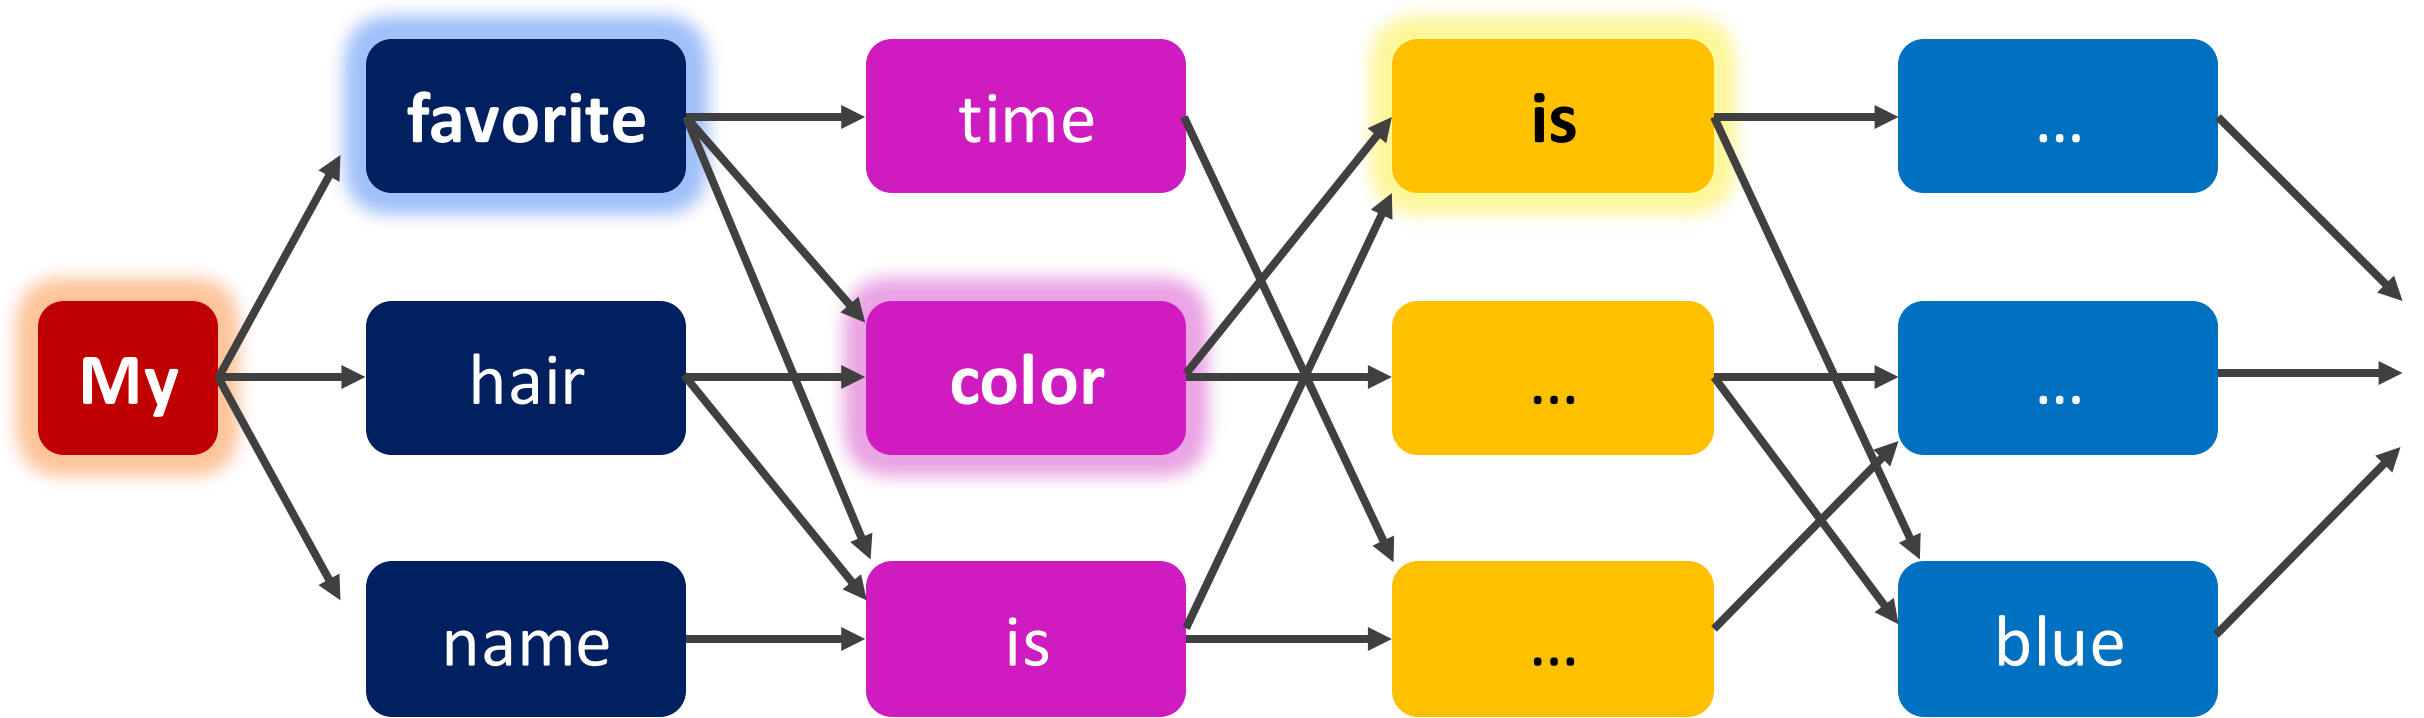 My
favorite
hair
name
time
color
is
is
...
...
...
...
blue